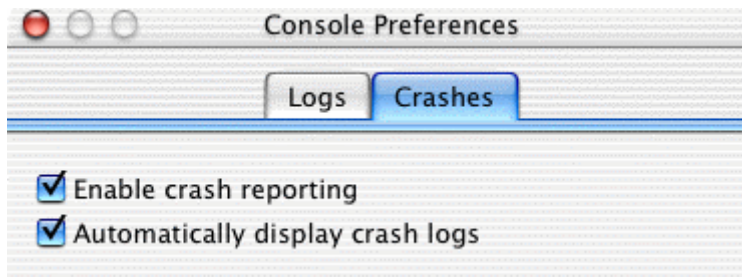 Console Preferences
Logs Crashes
Enable crash reporting
Automatically display crash logs